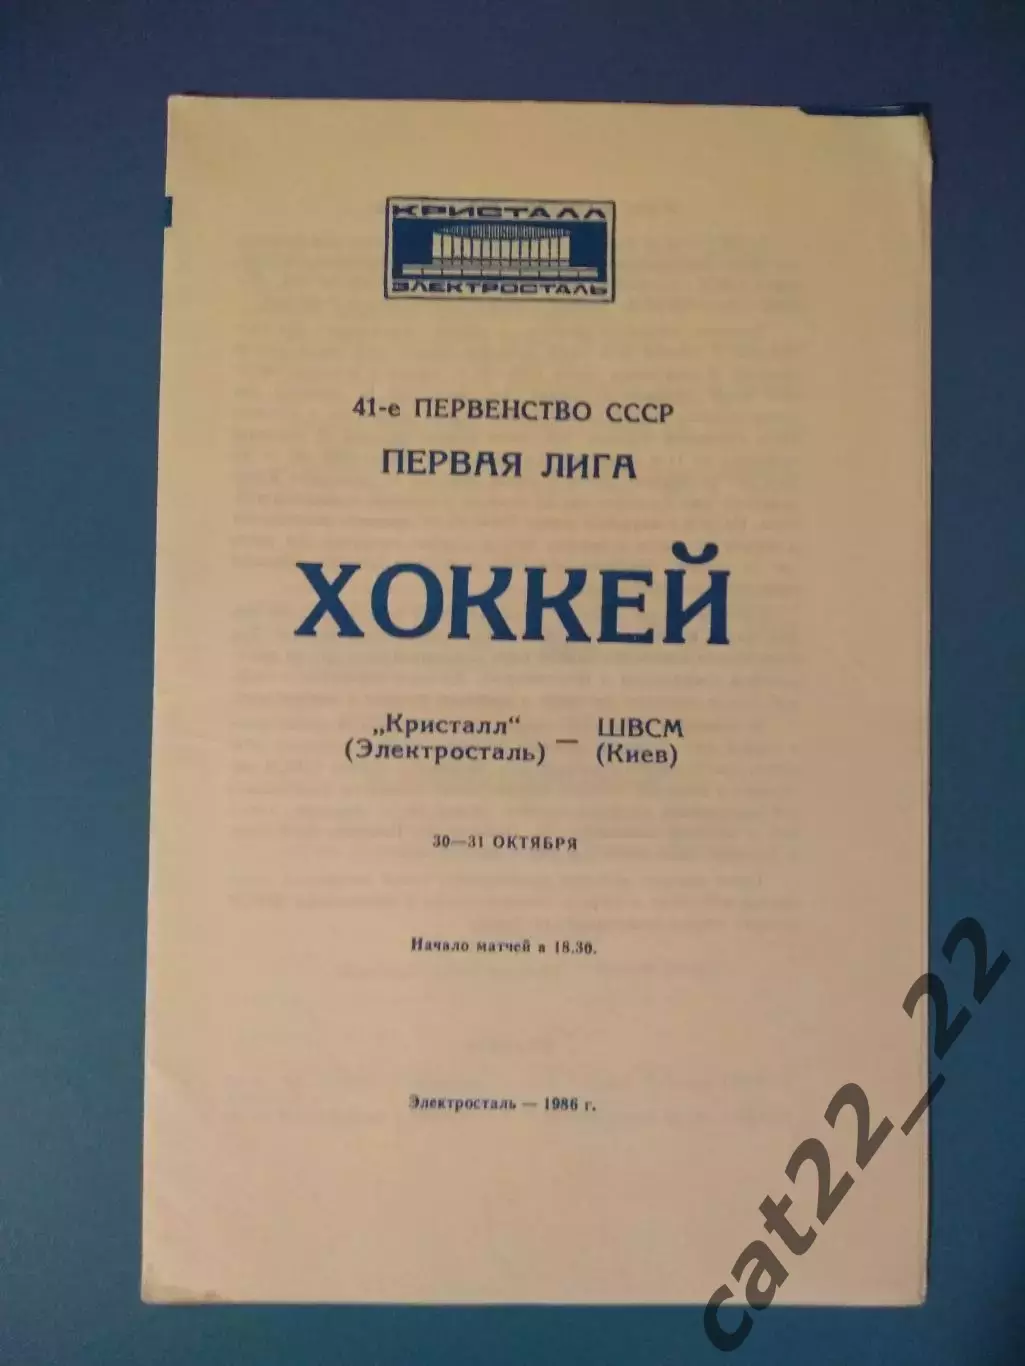 КРИСТАЛЛ
ЭЛЕКТРОСТАЛЬ
41-е ПЕРВЕНСТВО СССР
ПЕРВАЯ ЛИГА
ХОККЕЙ
„Кристалл“ — ШВСМ
(Электросталь) (Киев)
30—31 ОКТЯБРЯ
Начало матчей в 18.30.
Электросталь — 1986 г.
cat22_22